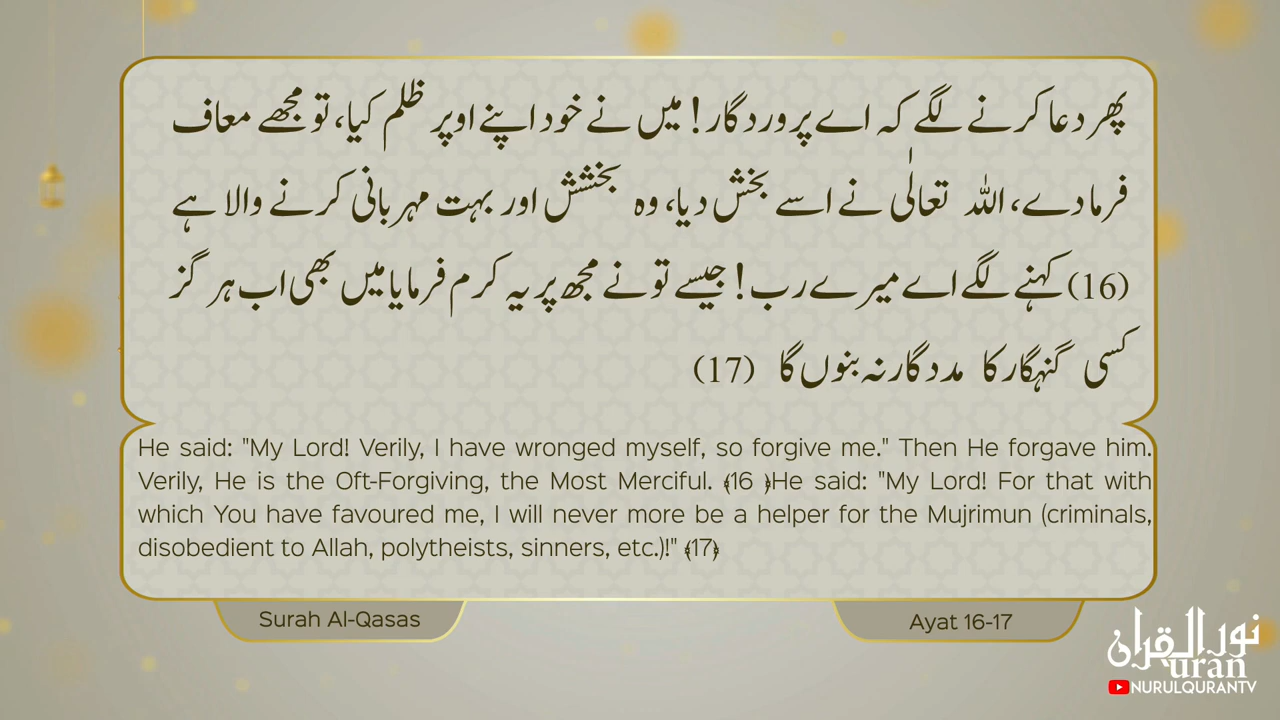 پھر دعا کرنے لگے کہ اے پروردگار! میں نے خود اپنے اوپر ظلم کیا، تو مجھے معاف
فرما دے، اللہ تعالٰی نے اسے بخش دیا، وہ بخشش اور بہت مہربانی کرنے والا ہے
(16) کہنے لگے اے میرے رب! جیسے تو نے مجھ پر یہ کرم فرمایا میں بھی اب ہرگز
کسی گنہگار کا مددگار نہ بنوں گا (17)
He said: "My Lord! Verily, I have wronged myself, so forgive me." Then He forgave him.
Verily, He is the Oft-Forgiving, the Most Merciful. ﴾16 ﴿He said: "My Lord! For that with
which You have favoured me, I will never more be a helper for the Mujrimun (criminals,
disobedient to Allah, polytheists, sinners, etc.)!" ﴾17﴿
Surah Al-Qasas
Ayat 16-17
نور القرآن
uran
NURULQURANTV